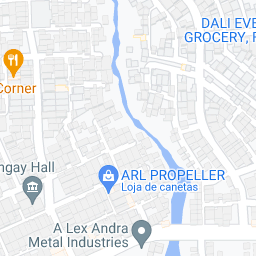 DALI EVE
GROCERY, F
Corner
ngay Hall
ARL PROPELLER
Loja de canetas
A Lex Andra
Metal Industries